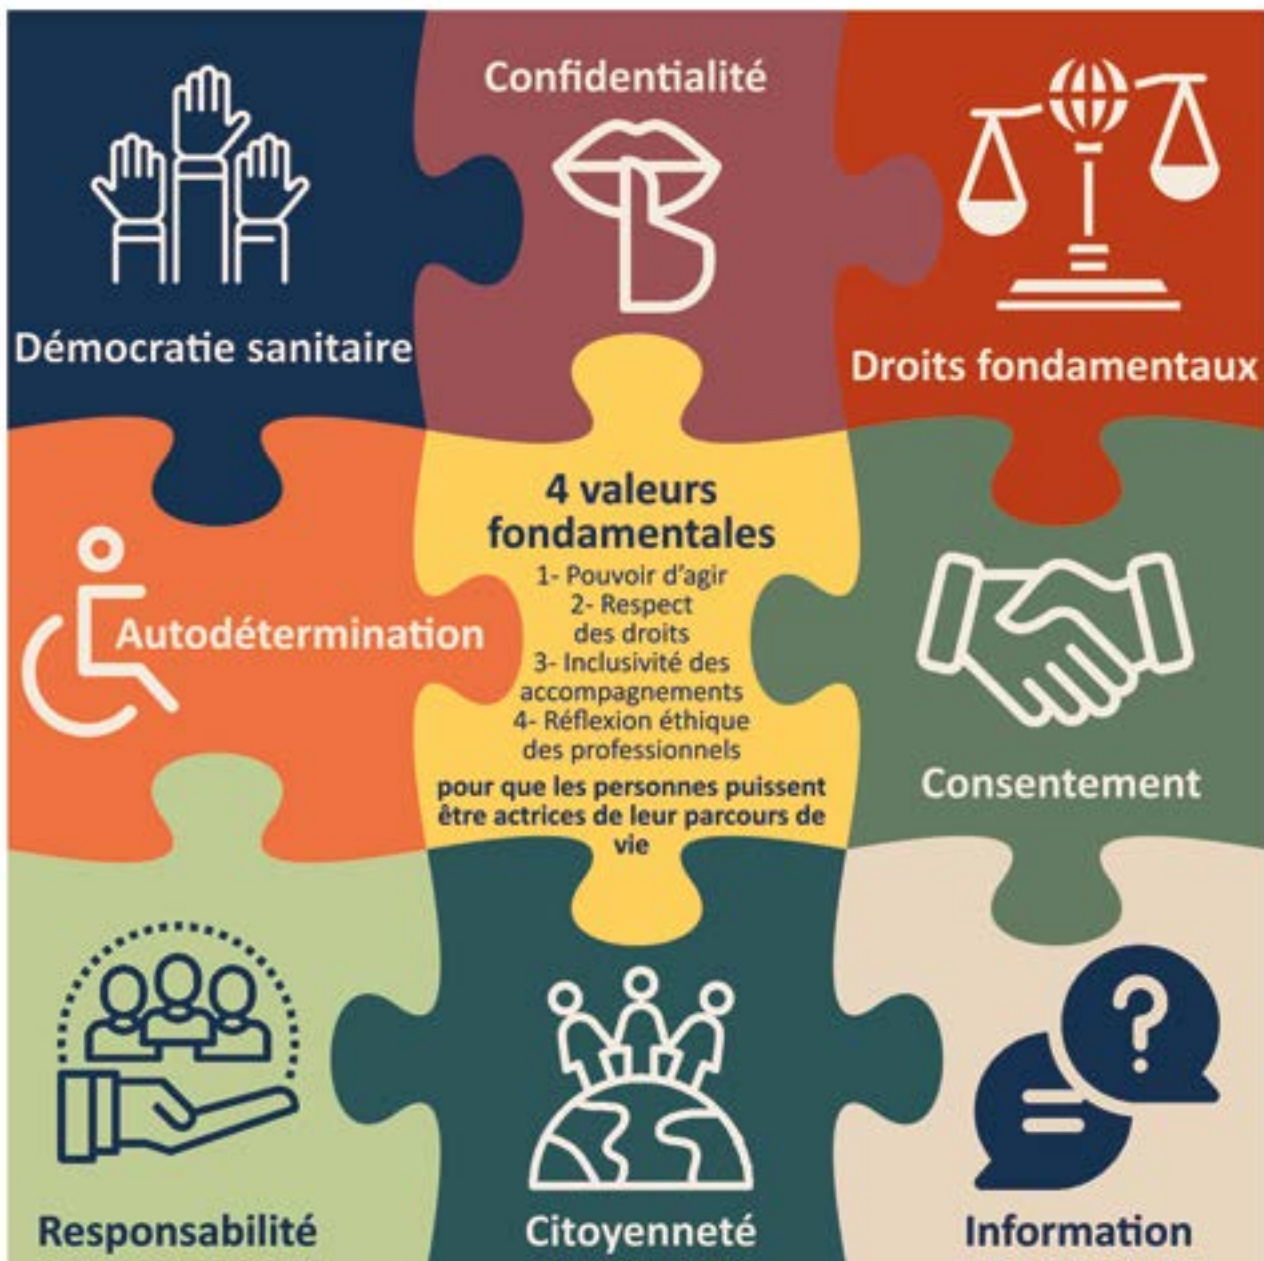 Confidentialité
Démocratie sanitaire
Droits fondamentaux
4 valeurs
fondamentales
1- Pouvoir d'agir
2- Respect
des droits
3- Inclusivité des
accompagnements
4- Réflexion éthique
des professionnels
pour que les personnes puissent
être actrices de leur parcours de
vie
Autodétermination
Consentement
Responsabilité
Citoyenneté
Information